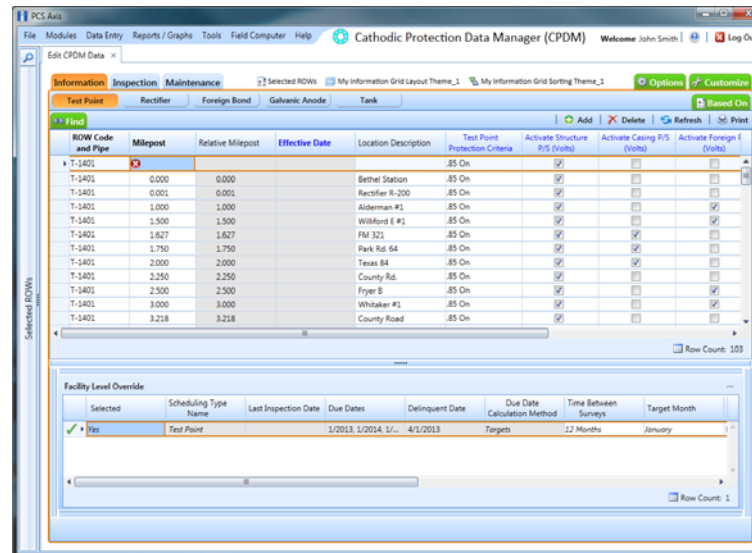 PCS Axis
File Modules Data Entry Reports / Graphs Tools Field Computer Help Cathodic Protection Data Manager (CPDM) Welcome John Smith Log Ou
Edit CPDM Data ×
Information Inspection Maintenance Selected ROWs My Information Grid Layout Theme_1 My Information Grid Sorting Theme_1 Options Customize
Test Point Rectifier Foreign Bond Galvanic Anode Tank Based On
Find Add Delete Refresh Print
ROW Code and Pipe Milepost Relative Milepost Effective Date Location Description Test Point Protection Criteria Activate Structure P/S (Volts) Activate Casing P/S (Volts) Activate Foreign P (Volts)
T-1401 .85 On
T-1401 0.000 0.000 Bethel Station .85 On
T-1401 0.001 0.001 Rectifier R-200 .85 On
T-1401 1.000 1.000 Alderman #1 .85 On
T-1401 1.500 1.500 Williford E #1 .85 On
T-1401 1.627 1.627 FM 321 .85 On
T-1401 1.750 1.750 Park Rd. 64 .85 On
T-1401 2.000 2.000 Texas 84 .85 On
T-1401 2.250 2.250 County Rd. .85 On
T-1401 2.500 2.500 Fryer B .85 On
T-1401 3.000 3.000 Whitaker #1 .85 On
T-1401 3.218 3.218 County Road .85 On
Row Count: 103
Selected ROWs
Facility Level Override
Selected Scheduling Type Name Last Inspection Date Due Dates Delinquent Date Due Date Calculation Method Time Between Surveys Target Month
Yes Test Point 1/2013, 1/2014, 1/... 4/1/2013 Targets 12 Months January
Row Count: 1